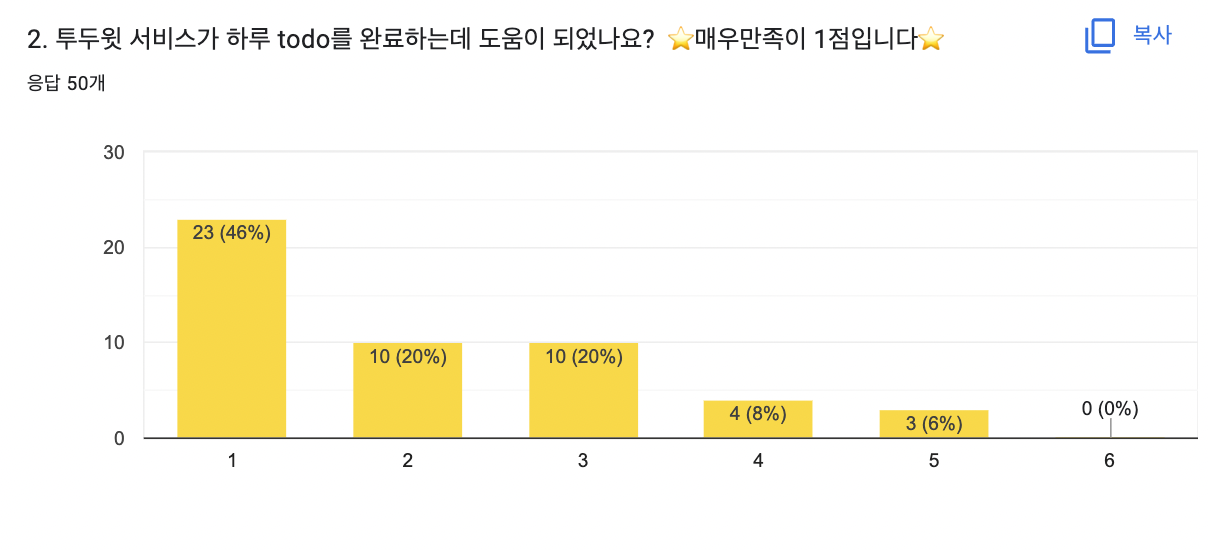 2. 투두윗 서비스가 하루 todo를 완료하는데 도움이 되었나요? ⭐매우만족이 1점입니다⭐
복사
응답 50개
30
20
10
0
23 (46%)
10 (20%)
10 (20%)
4 (8%)
3 (6%)
0 (0%)
1 2 3 4 5 6